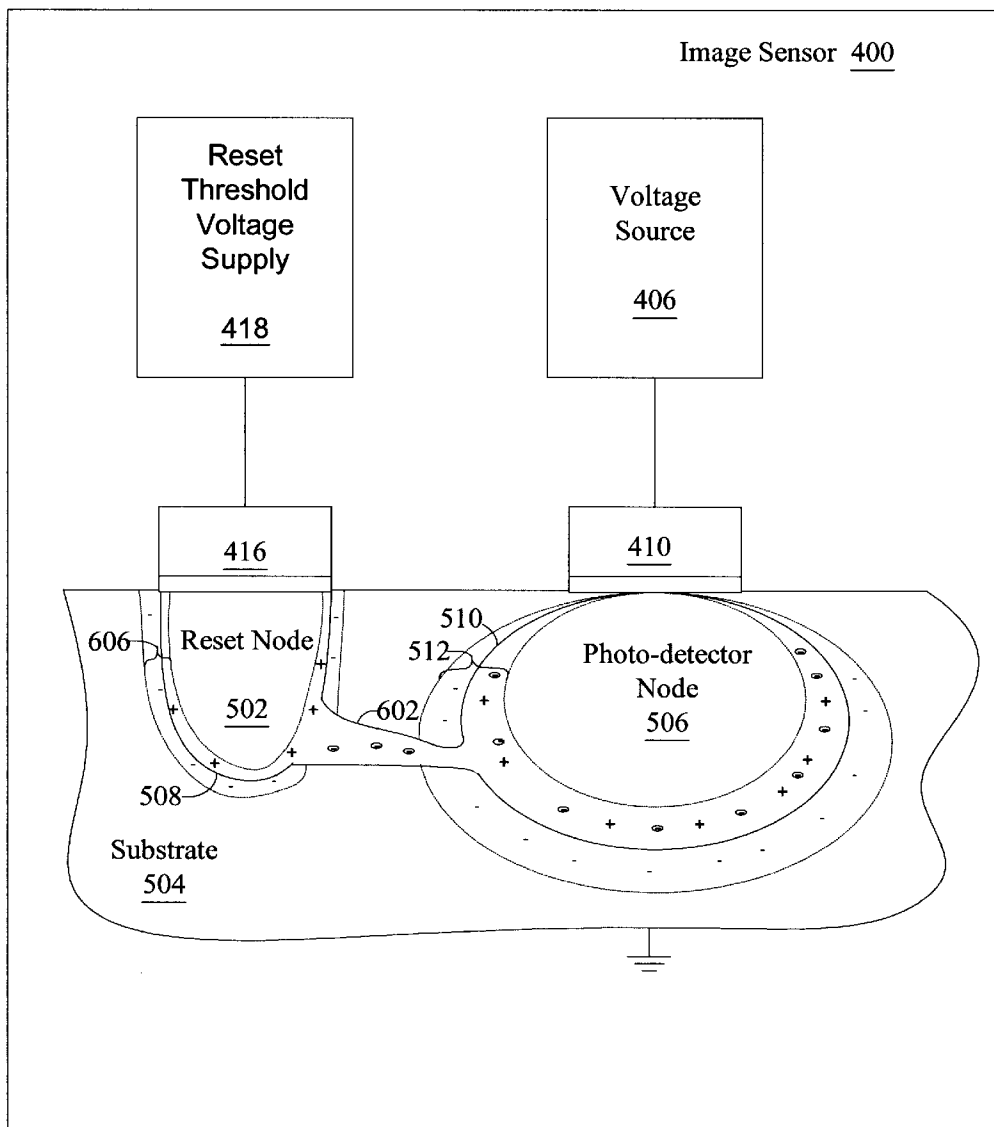 Image Sensor 400
Reset
Threshold
Voltage
Supply
418
Voltage
Source
406
416
410
510
512
606
Reset Node
502
602
Photo-detector
Node
506
508
Substrate
504